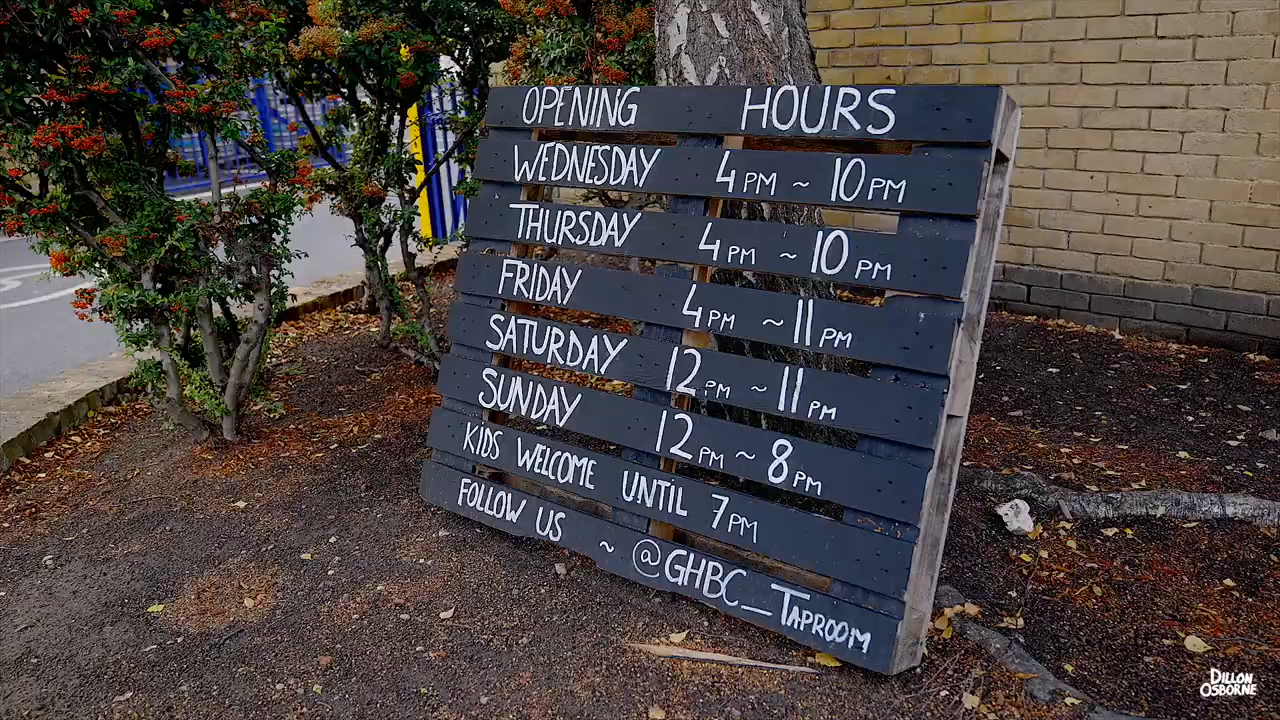 OPENING HOURS
WEDNESDAY 4PM ~ 10PM
THURSDAY 4PM ~ 10PM
FRIDAY 4PM ~ 11PM
SATURDAY 12PM ~ 11PM
SUNDAY 12PM ~ 8PM
KIDS WELCOME UNTIL 7PM
FOLLOW US ~ @GHBC_TAPROOM
DILLON
OSBORNE